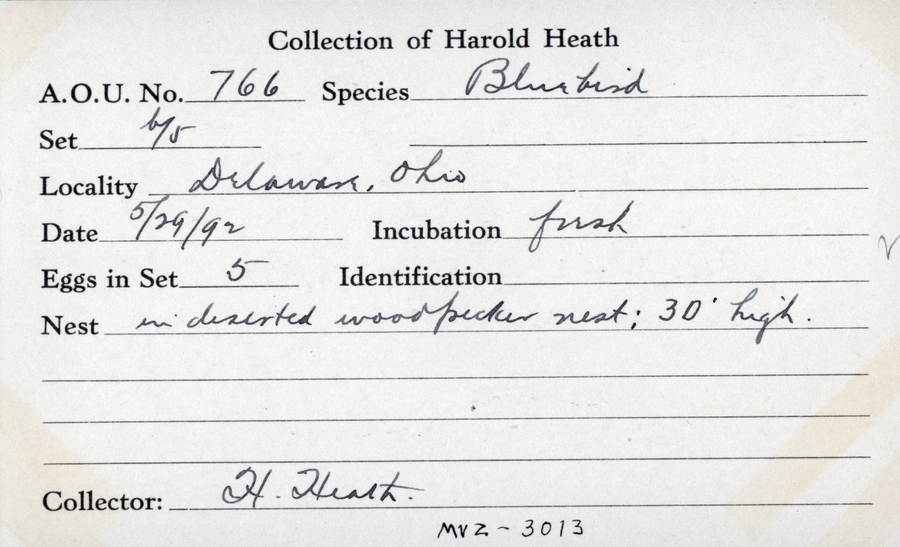 Collection of Harold Heath
A.O.U. No. 766 Species Bluebird
Set 6/5
Locality Delaware, Ohio
Date 5/29/92 Incubation fresh
Eggs in Set 5 Identification
Nest in deserted woodpecker nest; 30' high.
Collector: H. Heath.
MVZ - 3013